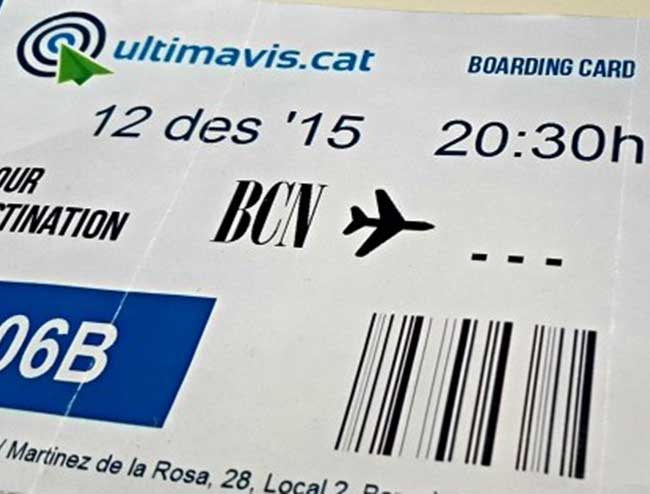 ultimavis.cat
BOARDING CARD
12 des '15 20:30h
OUR
TINATION
BCN ---
06B
/ Martinez de la Rosa, 28, Local 2